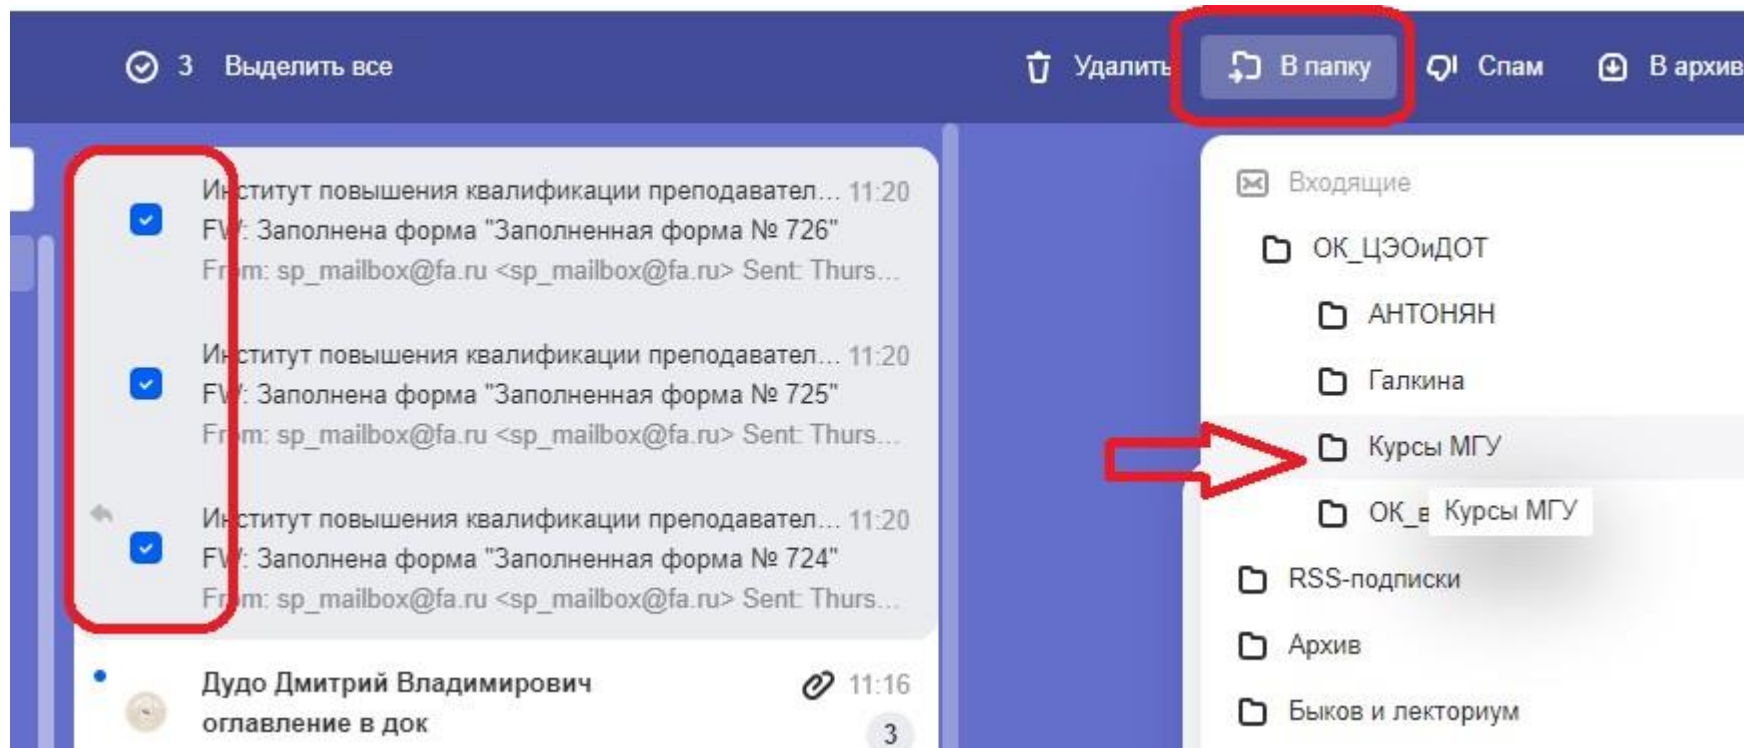 3 Выделить все
Удалить
В папку
Спам
В архив
Институт повышения квалификации преподавател... 11:20
FW: Заполнена форма "Заполненная форма № 726"
From: sp_mailbox@fa.ru <sp_mailbox@fa.ru> Sent: Thurs...
Институт повышения квалификации преподавател... 11:20
FW: Заполнена форма "Заполненная форма № 725"
From: sp_mailbox@fa.ru <sp_mailbox@fa.ru> Sent: Thurs...
Институт повышения квалификации преподавател... 11:20
FW: Заполнена форма "Заполненная форма № 724"
From: sp_mailbox@fa.ru <sp_mailbox@fa.ru> Sent: Thurs...
Дудо Дмитрий Владимирович 11:16
оглавление в док 3
Входящие
ОК_ЦЭОиДОТ
АНТОНЯН
Галкина
Курсы МГУ
ОК_в
Курсы МГУ
RSS-подписки
Архив
Быков и лекториум